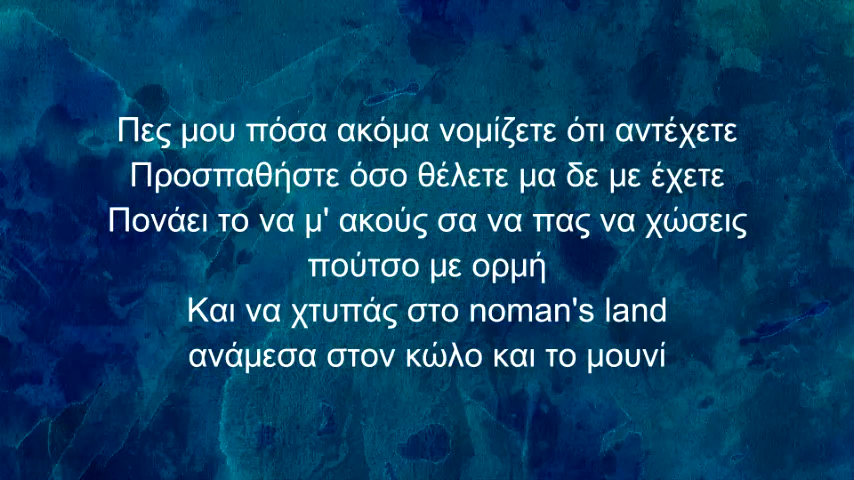 Πες μου πόσα ακόμα νομίζετε ότι αντέχετε
Προσπαθήστε όσο θέλετε μα δε με έχετε
Πονάει το να μ' ακούς σα να πας να χώσεις
πούτσο με ορμή
Και να χτυπάς στο noman's land
ανάμεσα στον κώλο και το μουνί